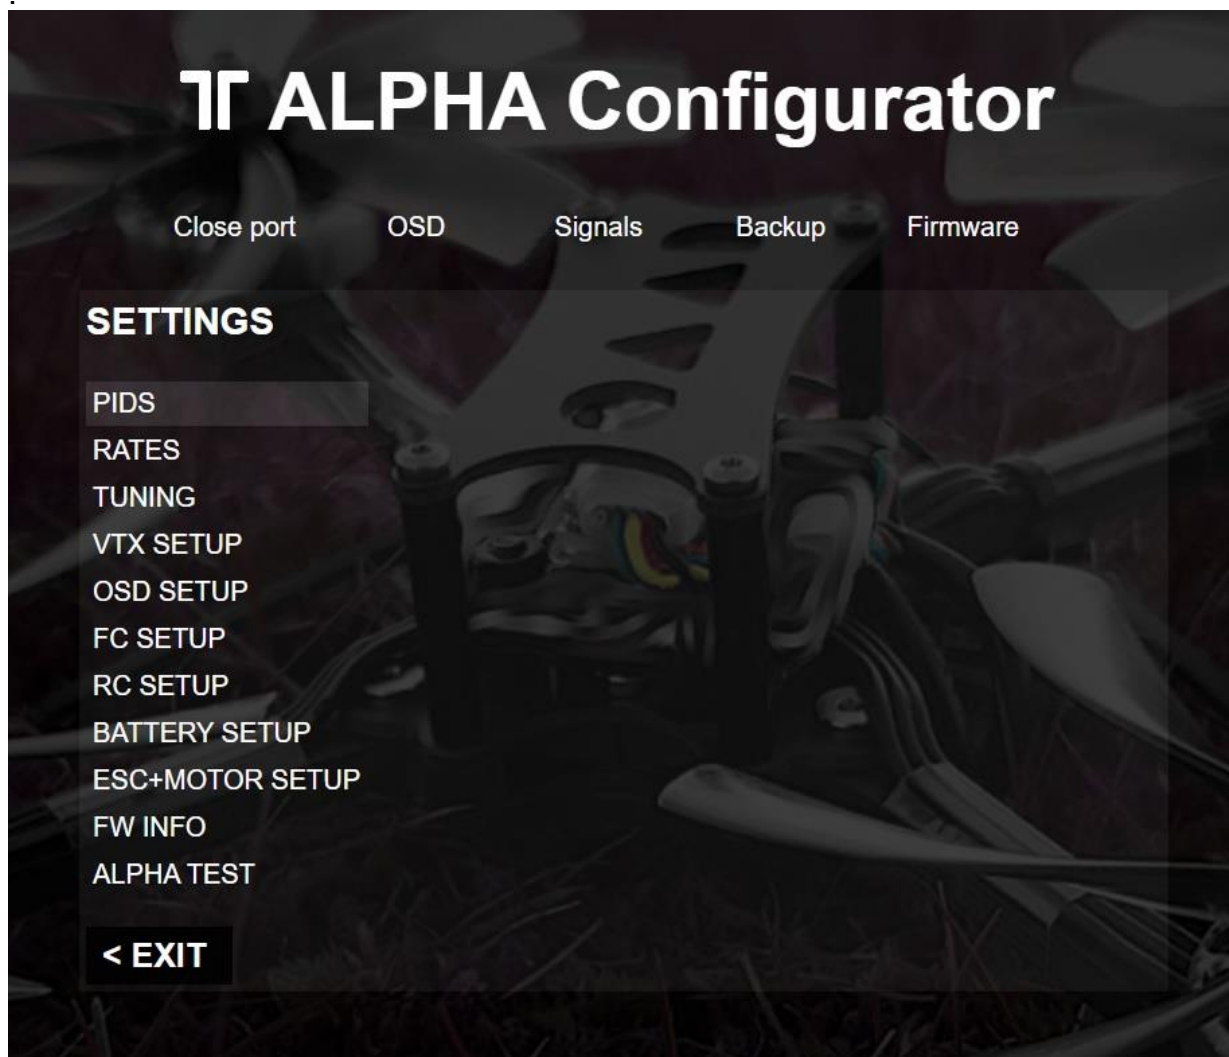 ALPHA Configurator
Close port OSD Signals Backup Firmware
SETTINGS
PIDS
RATES
TUNING
VTX SETUP
OSD SETUP
FC SETUP
RC SETUP
BATTERY SETUP
ESC+MOTOR SETUP
FW INFO
ALPHA TEST
< EXIT